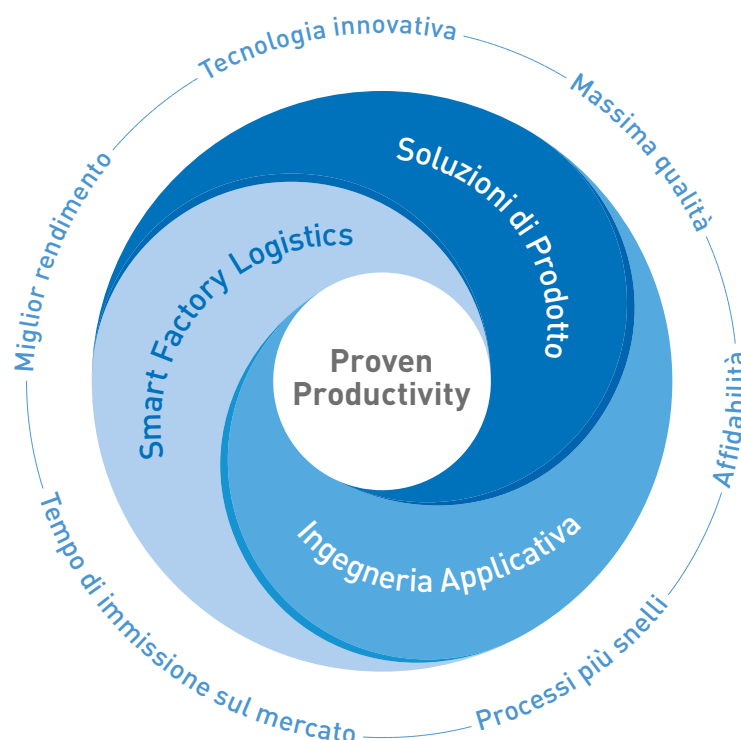 Tecnologia innovativa
Massima qualità
Affidabilità
Processi più snelli
Tempo di immissione sul mercato
Miglior rendimento
Soluzioni di Prodotto
Smart Factory Logistics
Ingegneria Applicativa
Proven
Productivity